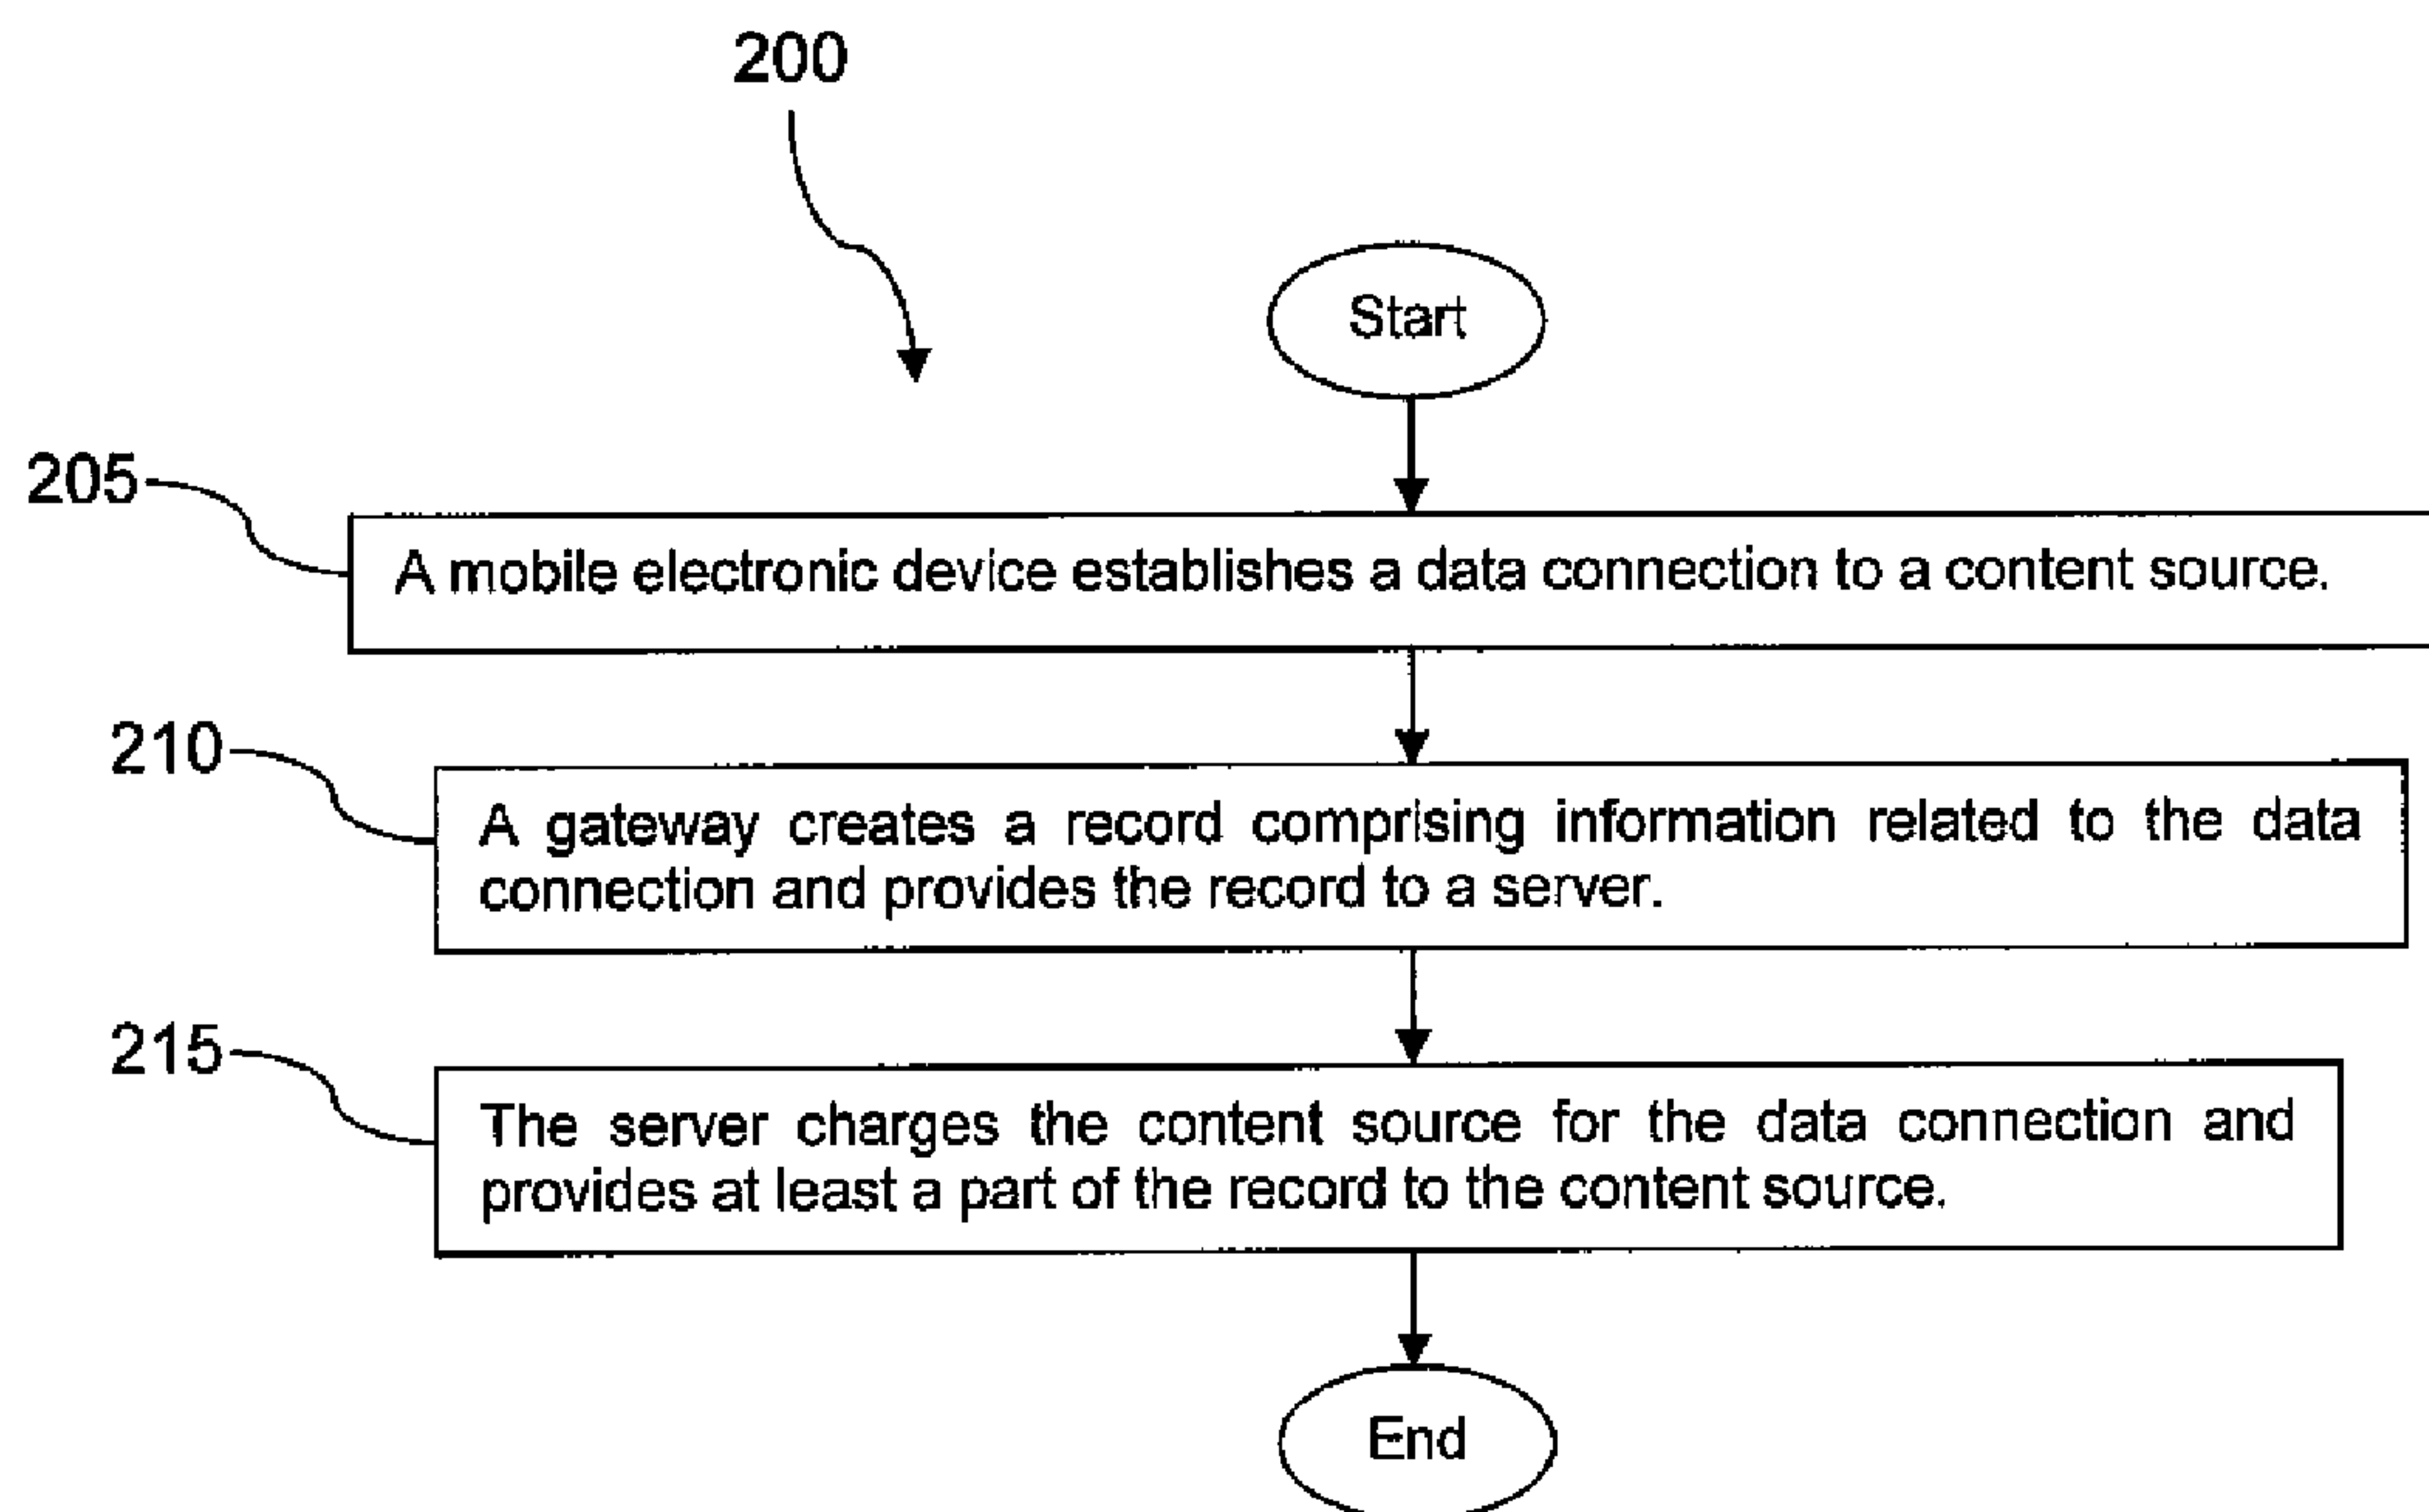 200
Start
205
A mobile electronic device establishes a data connection to a content source.
210
A gateway creates a record comprising information related to the data
connection and provides the record to a server.
215
The server charges the content source for the data connection and
provides at least a part of the record to the content source.
End